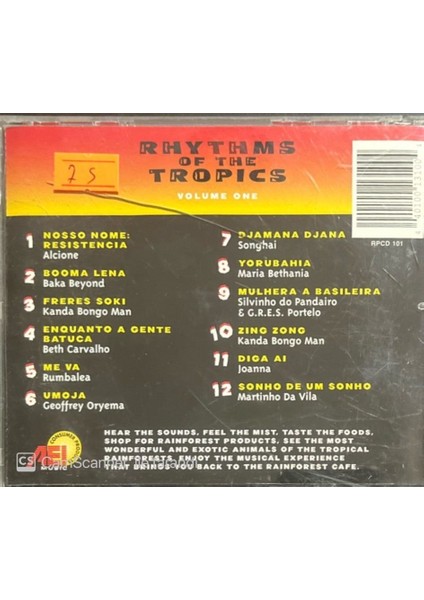 RHYTHMS
OF THE
TROPICS
VOLUME ONE
25
RPCD 101
1 NOSSO NOME:
RESISTENCIA
Alcione
2 BOOMA LENA
Baka Beyond
3 FRERES SOKI
Kanda Bongo Man
4 ENQUANTO A GENTE
BATUCA
Beth Carvalho
5 ME VA
Rumbalea
6 UMOJA
Geoffrey Oryema
7 DJAMANA DJANA
Songhai
8 YORUBAHIA
Maria Bethania
9 MULHERA A BASILEIRA
Silvinho do Pandairo
& G.R.E.S. Portelo
10 ZING ZONG
Kanda Bongo Man
11 DIGA AI
Joanna
12 SONHO DE UM SONHO
Martinho Da Vila
HEAR THE SOUNDS. FEEL THE MIST. TASTE THE FOODS.
SHOP FOR RAINFOREST PRODUCTS. SEE THE MOST
WONDERFUL AND EXOTIC ANIMALS OF THE TROPICAL
RAINFORESTS. ENJOY THE MUSICAL EXPERIENCE
THAT BRINGS YOU BACK TO THE RAINFOREST CAFE.
AEI
MUSIC
CONSUMER
CS CamScanner